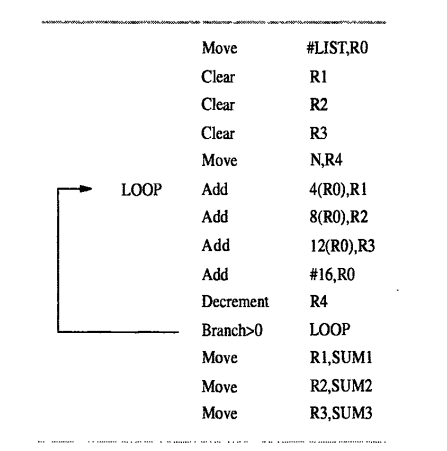 Move #LIST,R0
Clear R1
Clear R2
Clear R3
Move N,R4
LOOP Add 4(R0),R1
Add 8(R0),R2
Add 12(R0),R3
Add #16,R0
Decrement R4
Branch>0 LOOP
Move R1,SUM1
Move R2,SUM2
Move R3,SUM3